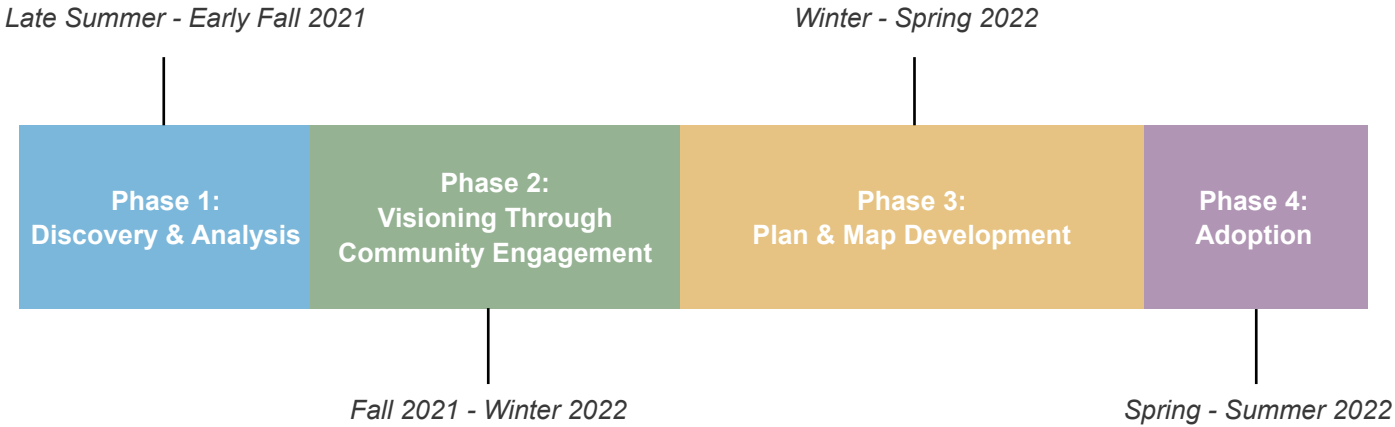 Late Summer - Early Fall 2021
Winter - Spring 2022
Phase 1:
Discovery & Analysis
Phase 2:
Visioning Through
Community Engagement
Phase 3:
Plan & Map Development
Phase 4:
Adoption
Fall 2021 - Winter 2022
Spring - Summer 2022